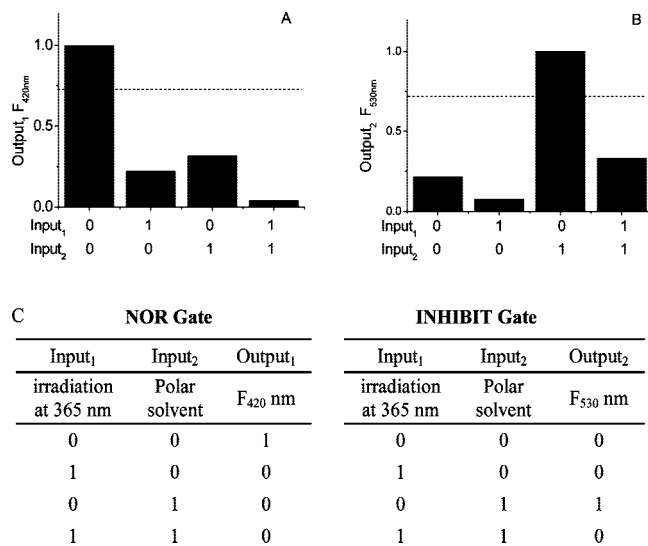 A
Output₁ F₄₂₀nm
1.0
0.5
0.0
Input₁ 0 1 0 1
Input₂ 0 0 1 1
B
Output₂ F₅₃₀nm
1.0
0.5
0.0
Input₁ 0 1 0 1
Input₂ 0 0 1 1
C
NOR Gate
Input₁ Input₂ Output₁
irradiation at 365 nm Polar solvent F₄₂₀ nm
0 0 1
1 0 0
0 1 0
1 1 0
INHIBIT Gate
Input₁ Input₂ Output₂
irradiation at 365 nm Polar solvent F₅₃₀ nm
0 0 0
1 0 0
0 1 1
1 1 0